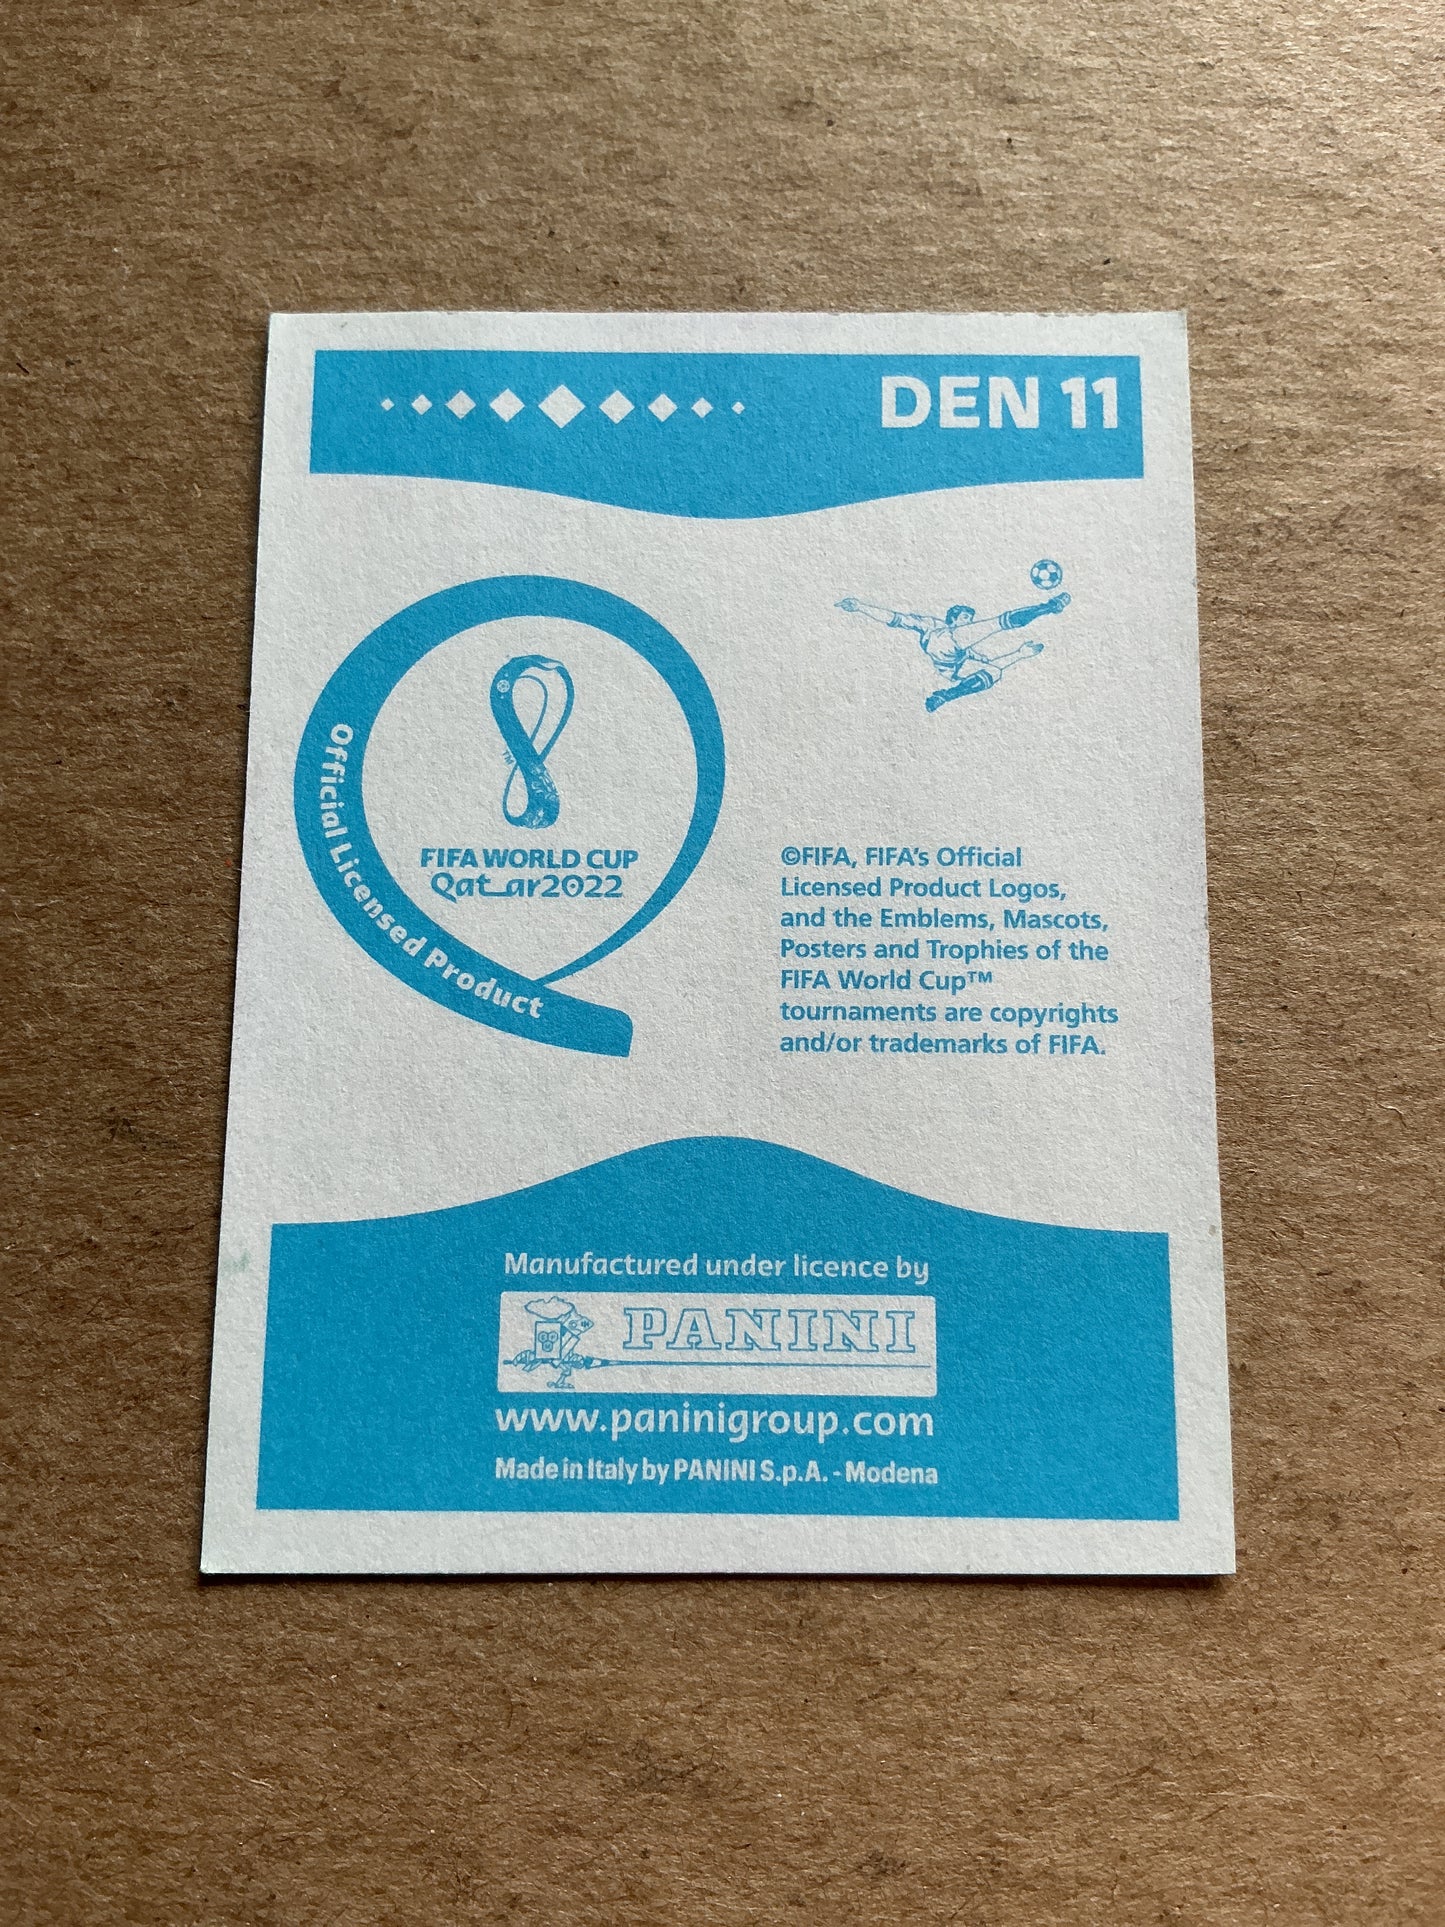 DEN 11
Official Licensed Product
TM
FIFA WORLD CUP
Qatar2022
©FIFA, FIFA's Official
Licensed Product Logos,
and the Emblems, Mascots,
Posters and Trophies of the
FIFA World Cup™
tournaments are copyrights
and/or trademarks of FIFA.
Manufactured under licence by
PANINI
www.paninigroup.com
Made in Italy by PANINI S.p.A. - Modena